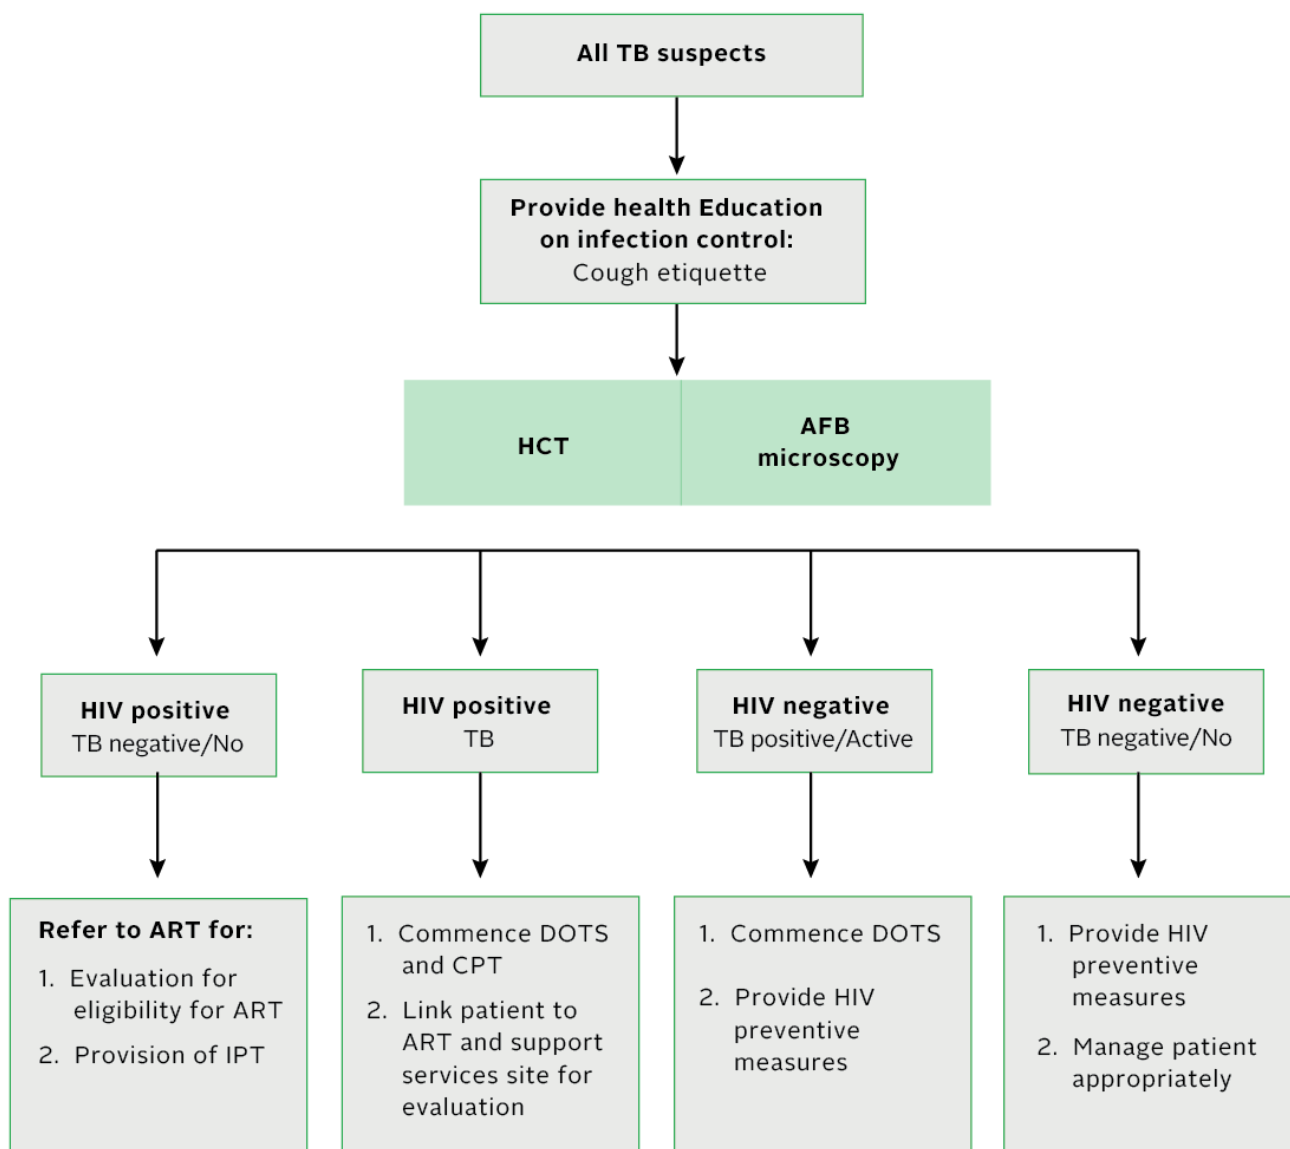 All TB suspects
Provide health Education
on infection control:
Cough etiquette
HCT
AFB
microscopy
HIV positive
TB negative/No
HIV positive
TB
HIV negative
TB positive/Active
HIV negative
TB negative/No
Refer to ART for:
1. Evaluation for
eligibility for ART
2. Provision of IPT
1. Commence DOTS
and CPT
2. Link patient to
ART and support
services site for
evaluation
1. Commence DOTS
2. Provide HIV
preventive
measures
1. Provide HIV
preventive
measures
2. Manage patient
appropriately